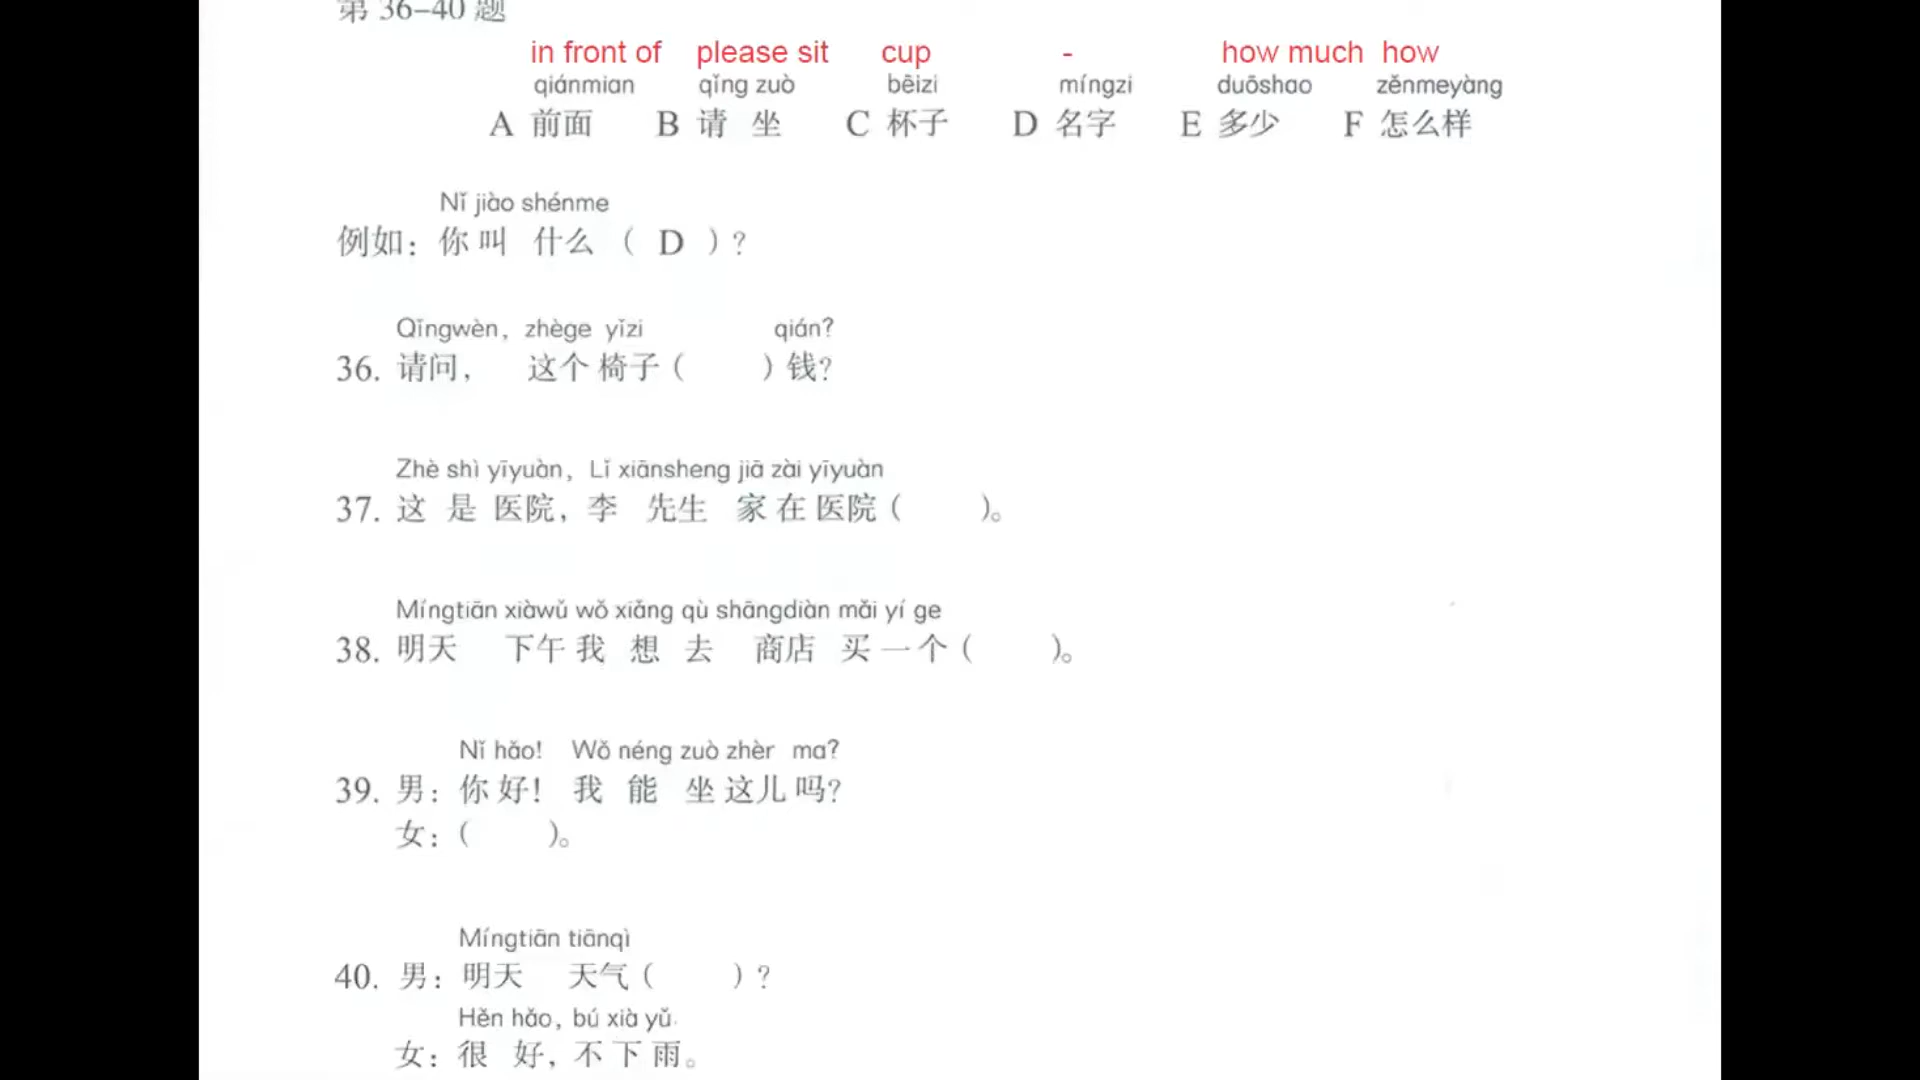 第 36-40 题
in front of please sit cup - how much how
qiánmian qǐng zuò bēizi míngzi duōshao zěnmeyàng
A 前面 B 请 坐 C 杯子 D 名字 E 多少 F 怎么样
Nǐ jiào shénme
例如：你 叫 什么 （ D ）?
Qǐngwèn, zhège yǐzi qián?
36. 请问， 这个 椅子（ ）钱?
Zhè shì yīyuàn, Lǐ xiānsheng jiā zài yīyuàn
37. 这 是 医院，李 先生 家 在 医院（ ）。
Míngtiān xiàwǔ wǒ xiǎng qù shāngdiàn mǎi yí ge
38. 明天 下午 我 想 去 商店 买 一 个（ ）。
Nǐ hǎo! Wǒ néng zuò zhèr ma?
39. 男：你 好! 我 能 坐 这儿 吗?
女：（ ）。
Míngtiān tiānqì
40. 男：明天 天气（ ）?
Hěn hǎo, bú xià yǔ.
女：很 好，不 下 雨。